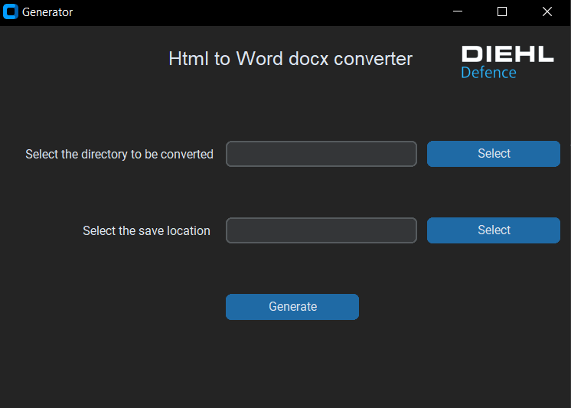 Generator
Html to Word docx converter
DIEHL
Defence
Select the directory to be converted
Select
Select the save location
Select
Generate